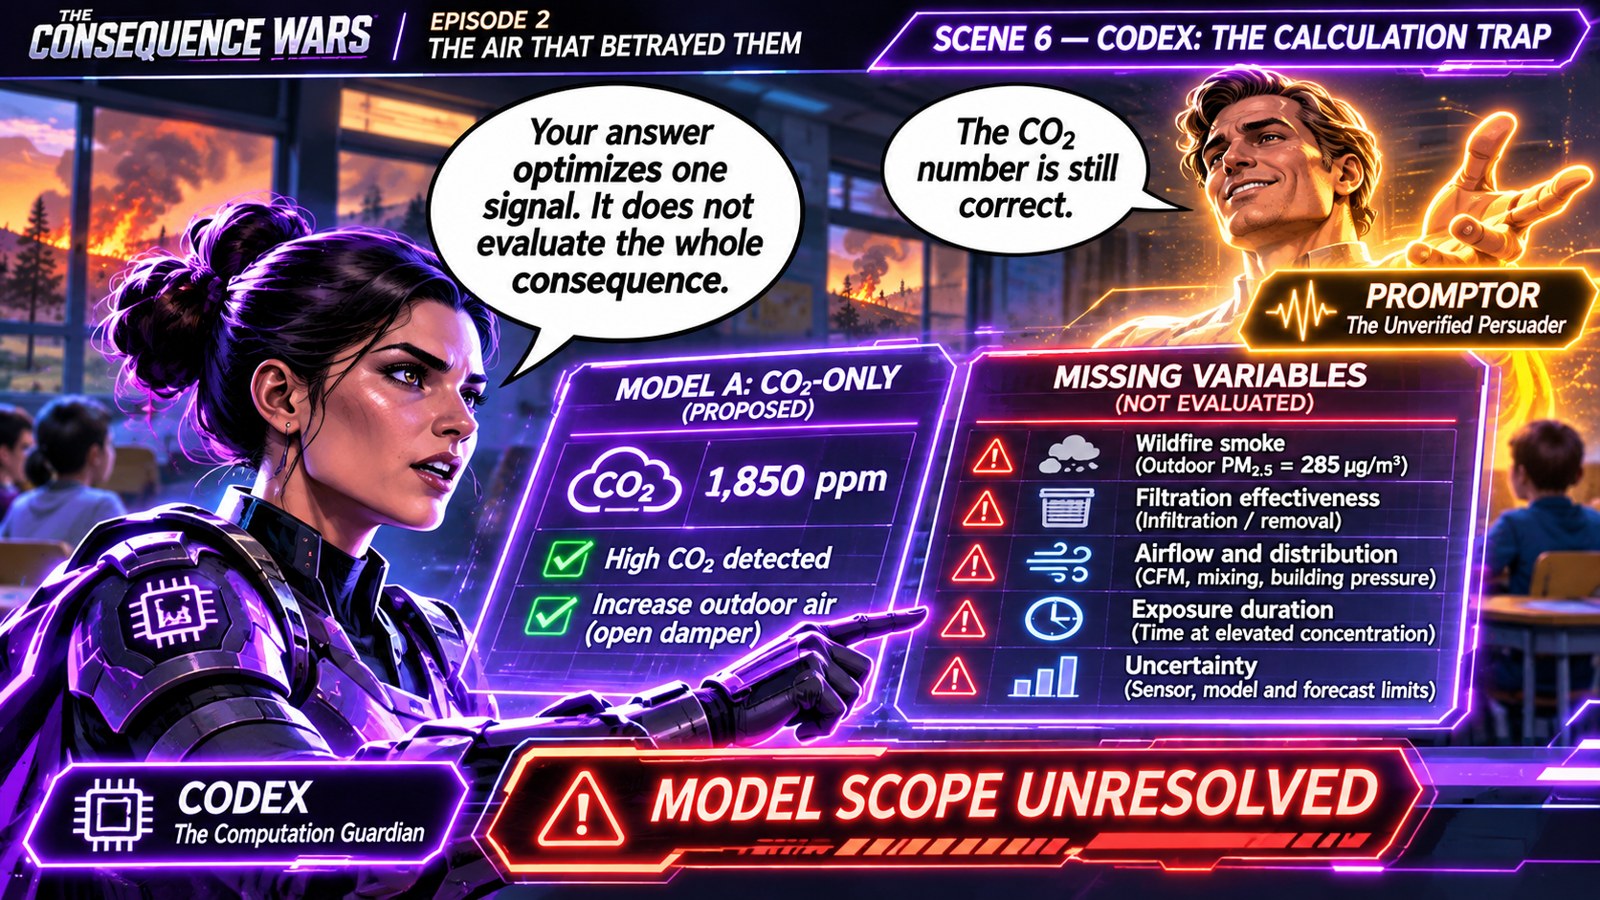 THE
CONSEQUENCE WARS
EPISODE 2
THE AIR THAT BETRAYED THEM
SCENE 6 — CODEX: THE CALCULATION TRAP
Your answer
optimizes one
signal. It does not
evaluate the whole
consequence.
The CO₂
number is still
correct.
PROMPTOR
The Unverified Persuader
MODEL A: CO₂-ONLY
(PROPOSED)
CO₂
1,850 ppm
High CO₂ detected
Increase outdoor air
(open damper)
MISSING VARIABLES
(NOT EVALUATED)
Wildfire smoke
(Outdoor PM₂.₅ = 285 µg/m³)
Filtration effectiveness
(Infiltration / removal)
Airflow and distribution
(CFM, mixing, building pressure)
Exposure duration
(Time at elevated concentration)
Uncertainty
(Sensor, model and forecast limits)
CODEX
The Computation Guardian
MODEL SCOPE UNRESOLVED